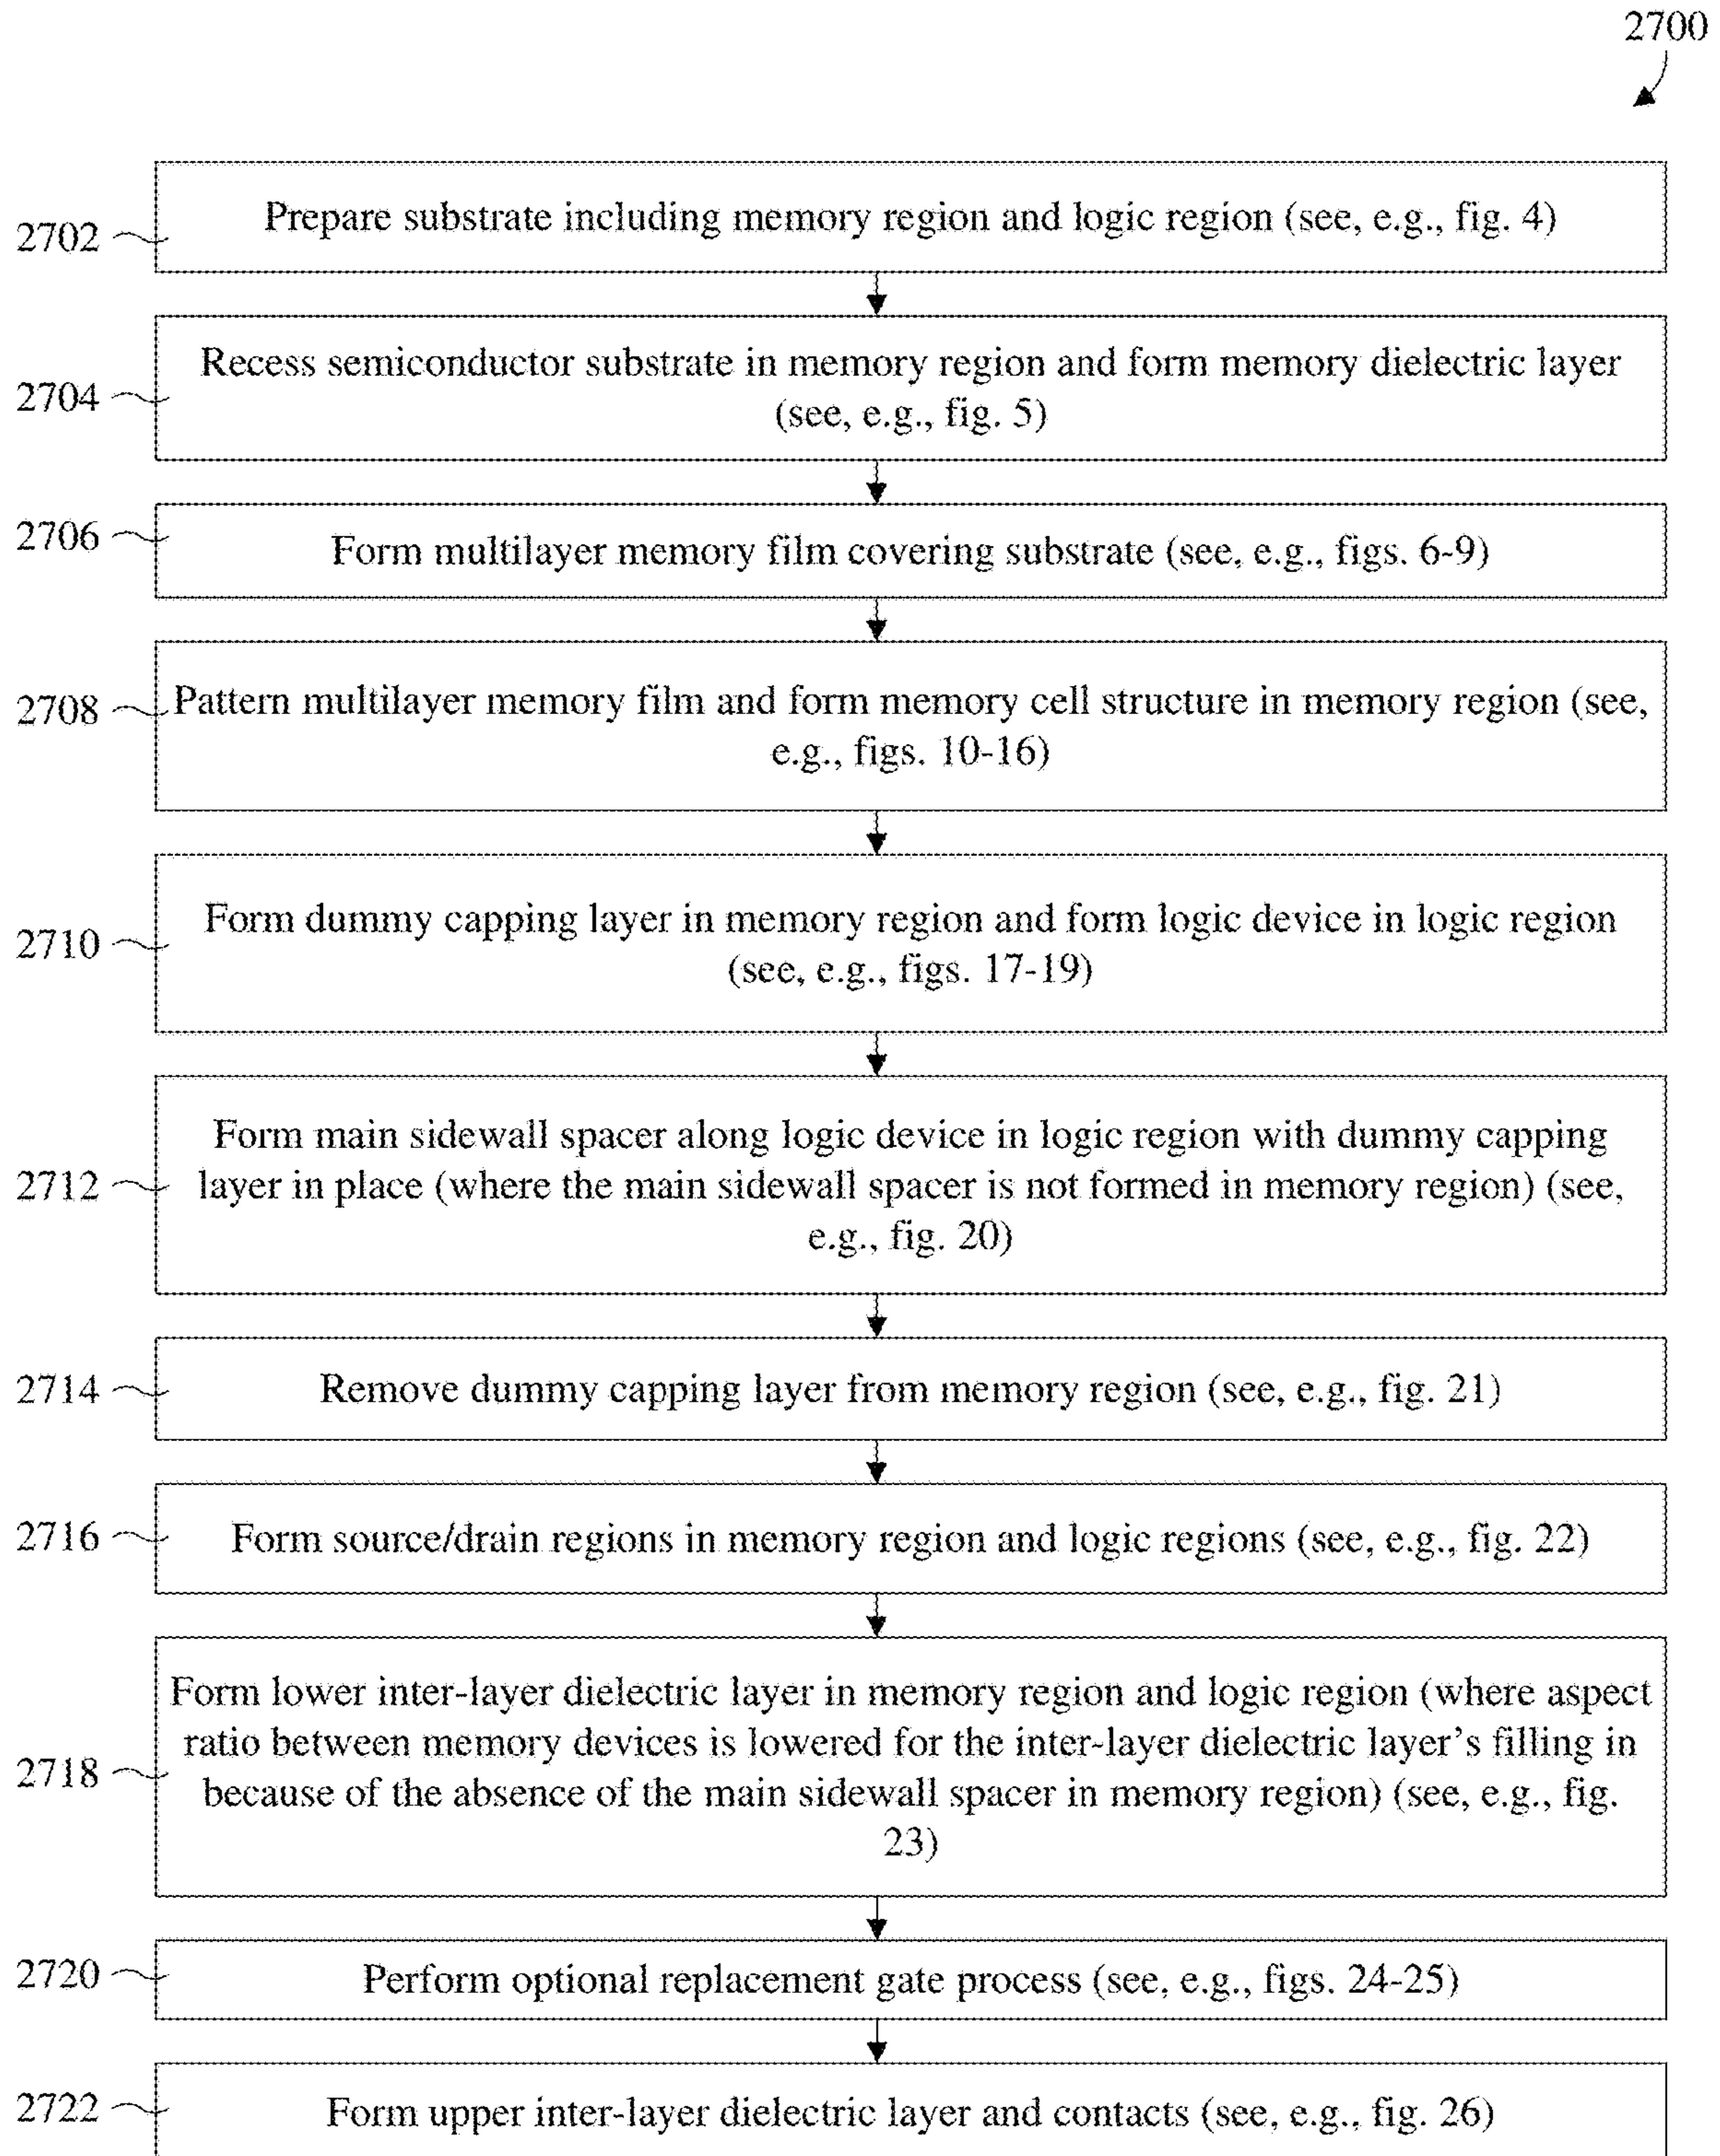 2700
2702
Prepare substrate including memory region and logic region (see, e.g., fig. 4)
2704
Recess semiconductor substrate in memory region and form memory dielectric layer
(see, e.g., fig. 5)
2706
Form multilayer memory film covering substrate (see, e.g., figs. 6-9)
2708
Pattern multilayer memory film and form memory cell structure in memory region (see,
e.g., figs. 10-16)
2710
Form dummy capping layer in memory region and form logic device in logic region
(see, e.g., figs. 17-19)
2712
Form main sidewall spacer along logic device in logic region with dummy capping
layer in place (where the main sidewall spacer is not formed in memory region) (see,
e.g., fig. 20)
2714
Remove dummy capping layer from memory region (see, e.g., fig. 21)
2716
Form source/drain regions in memory region and logic regions (see, e.g., fig. 22)
2718
Form lower inter-layer dielectric layer in memory region and logic region (where aspect
ratio between memory devices is lowered for the inter-layer dielectric layer's filling in
because of the absence of the main sidewall spacer in memory region) (see, e.g., fig.
23)
2720
Perform optional replacement gate process (see, e.g., figs. 24-25)
2722
Form upper inter-layer dielectric layer and contacts (see, e.g., fig. 26)